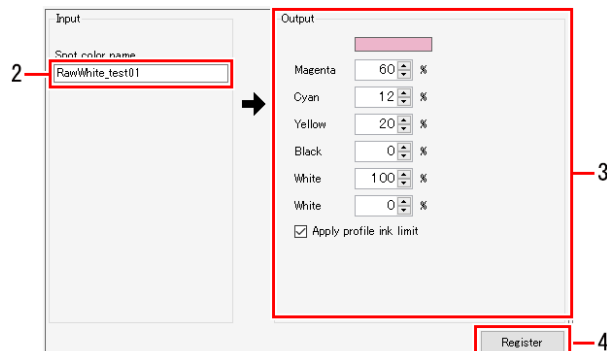 Input
Spot color name
2
RawWhite_test01
Output
Magenta 60 %
Cyan 12 %
Yellow 20 %
Black 0 %
White 100 %
White 0 %
Apply profile ink limit
3
Register
4